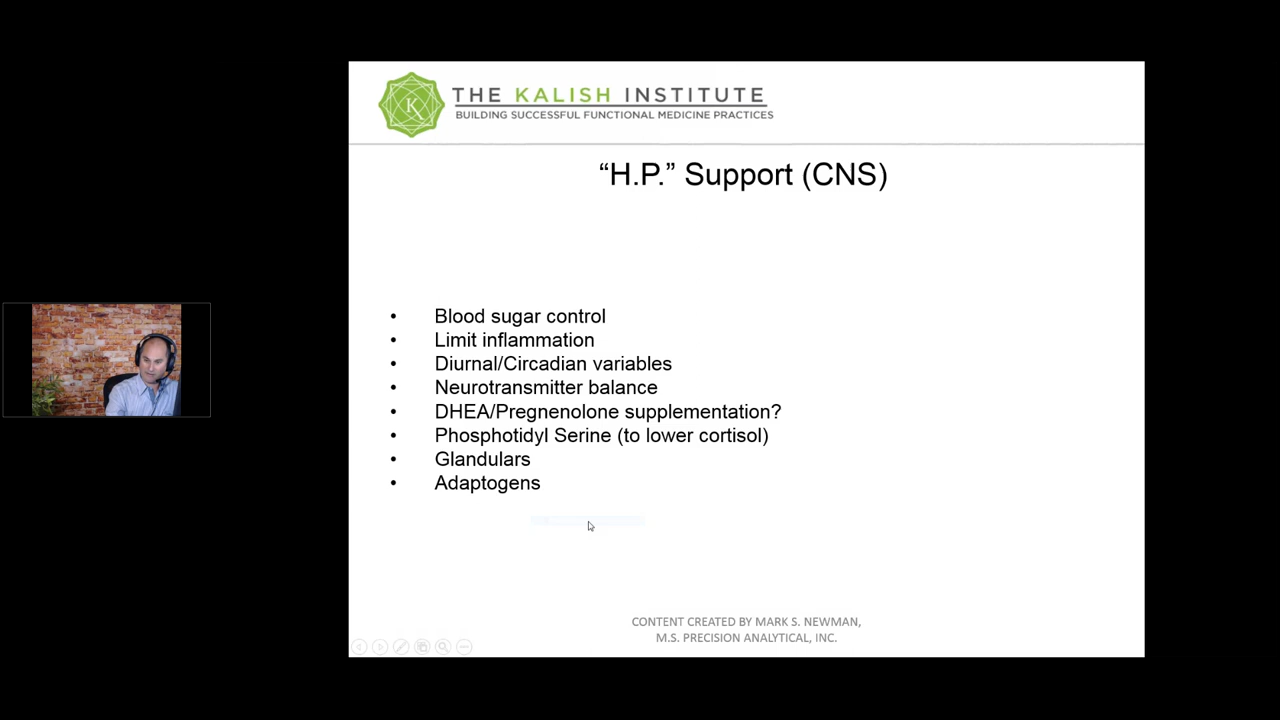 THE KALISH INSTITUTE
BUILDING SUCCESSFUL FUNCTIONAL MEDICINE PRACTICES
K
“H.P.” Support (CNS)
• Blood sugar control
• Limit inflammation
• Diurnal/Circadian variables
• Neurotransmitter balance
• DHEA/Pregnenolone supplementation?
• Phosphotidyl Serine (to lower cortisol)
• Glandulars
• Adaptogens
CONTENT CREATED BY MARK S. NEWMAN,
M.S. PRECISION ANALYTICAL, INC.